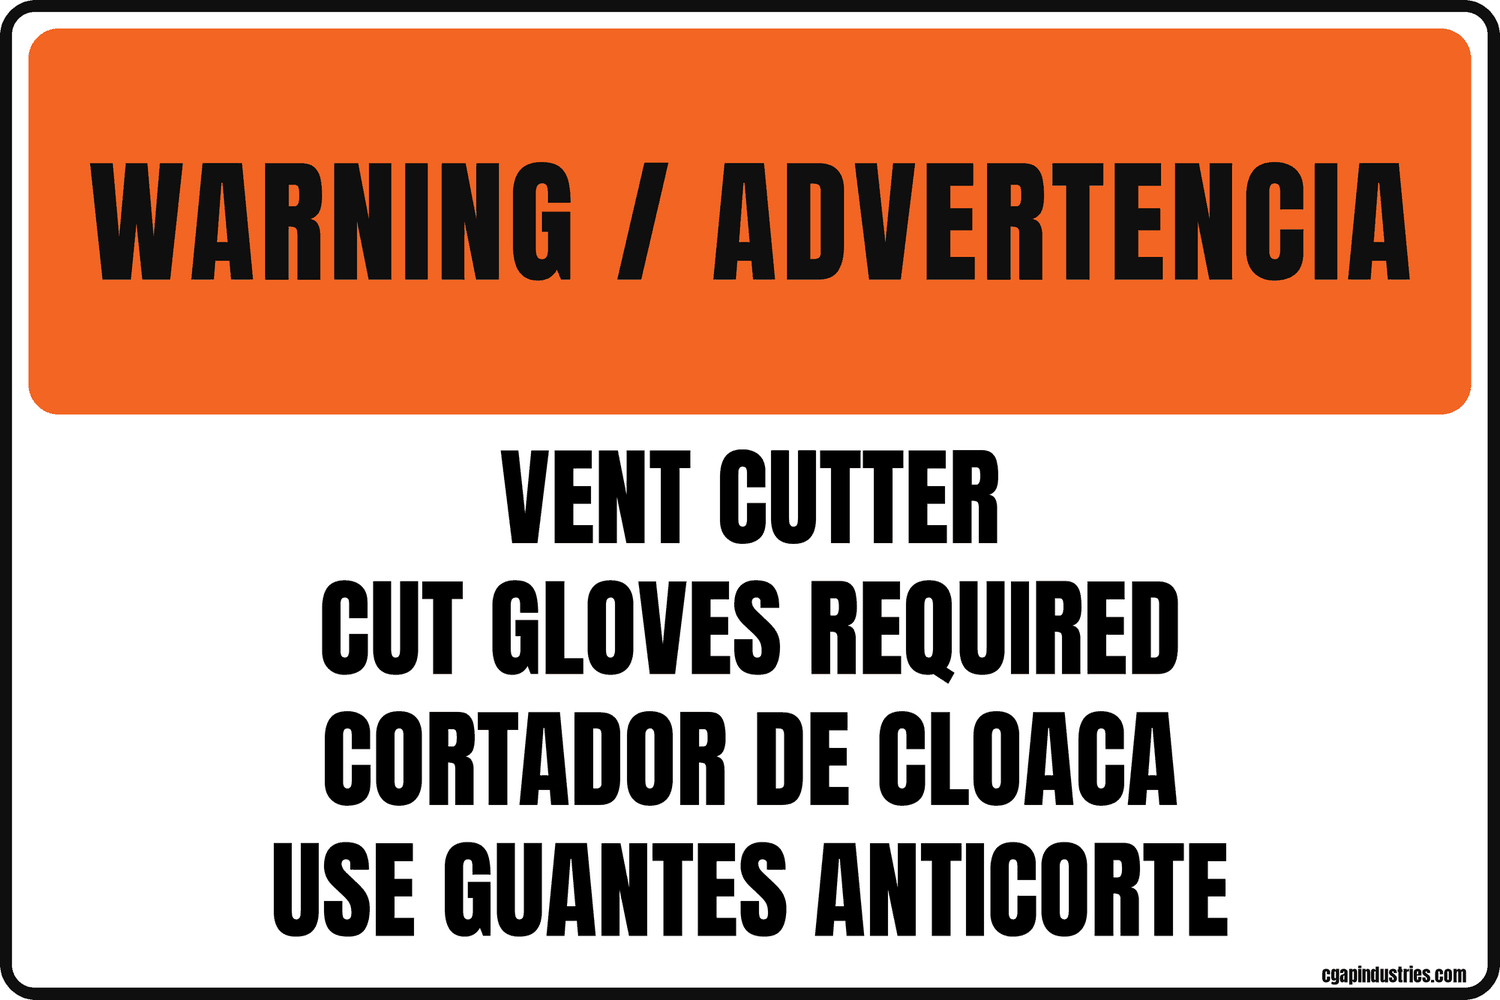 WARNING / ADVERTENCIA
VENT CUTTER
CUT GLOVES REQUIRED
CORTADOR DE CLOACA
USE GUANTES ANTICORTE
cgapindustries.com